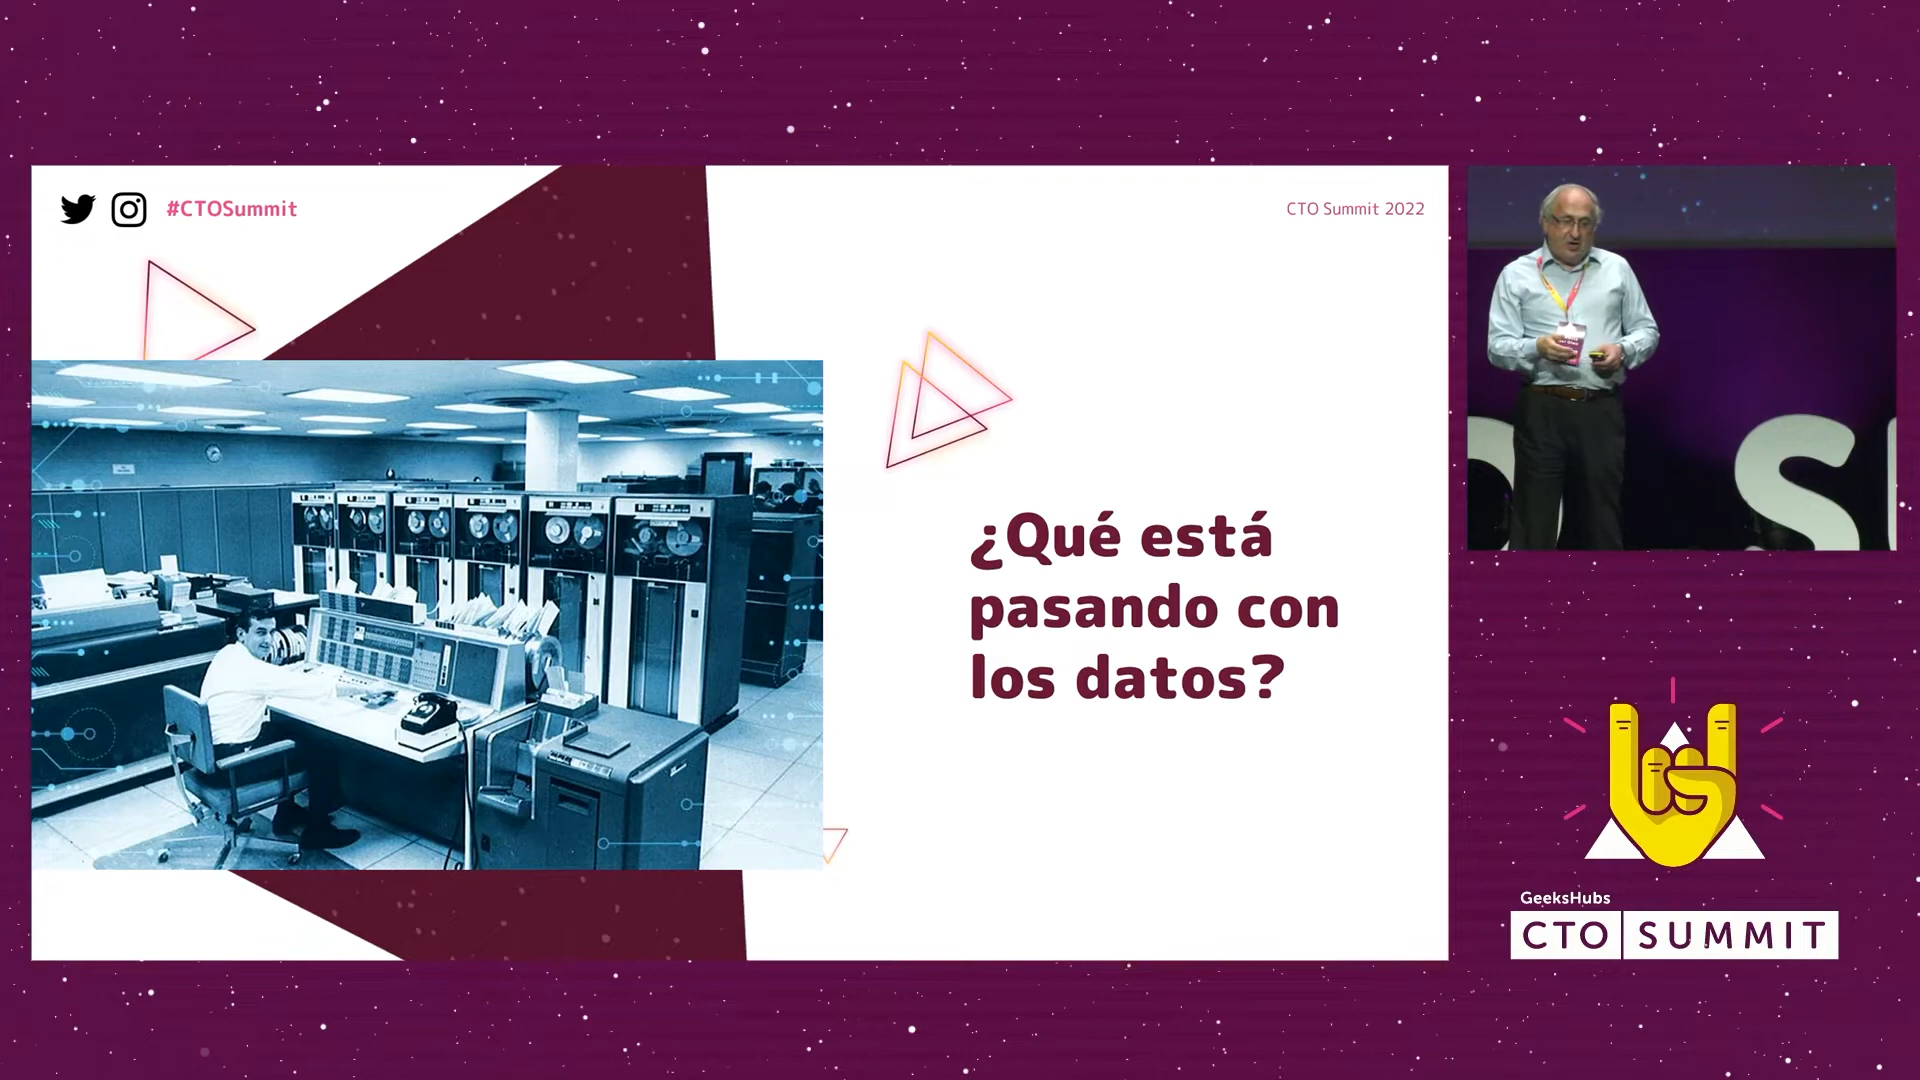 #CTOSummit
CTO Summit 2022
¿Qué está
pasando con
los datos?
GeeksHubs
CTO SUMMIT